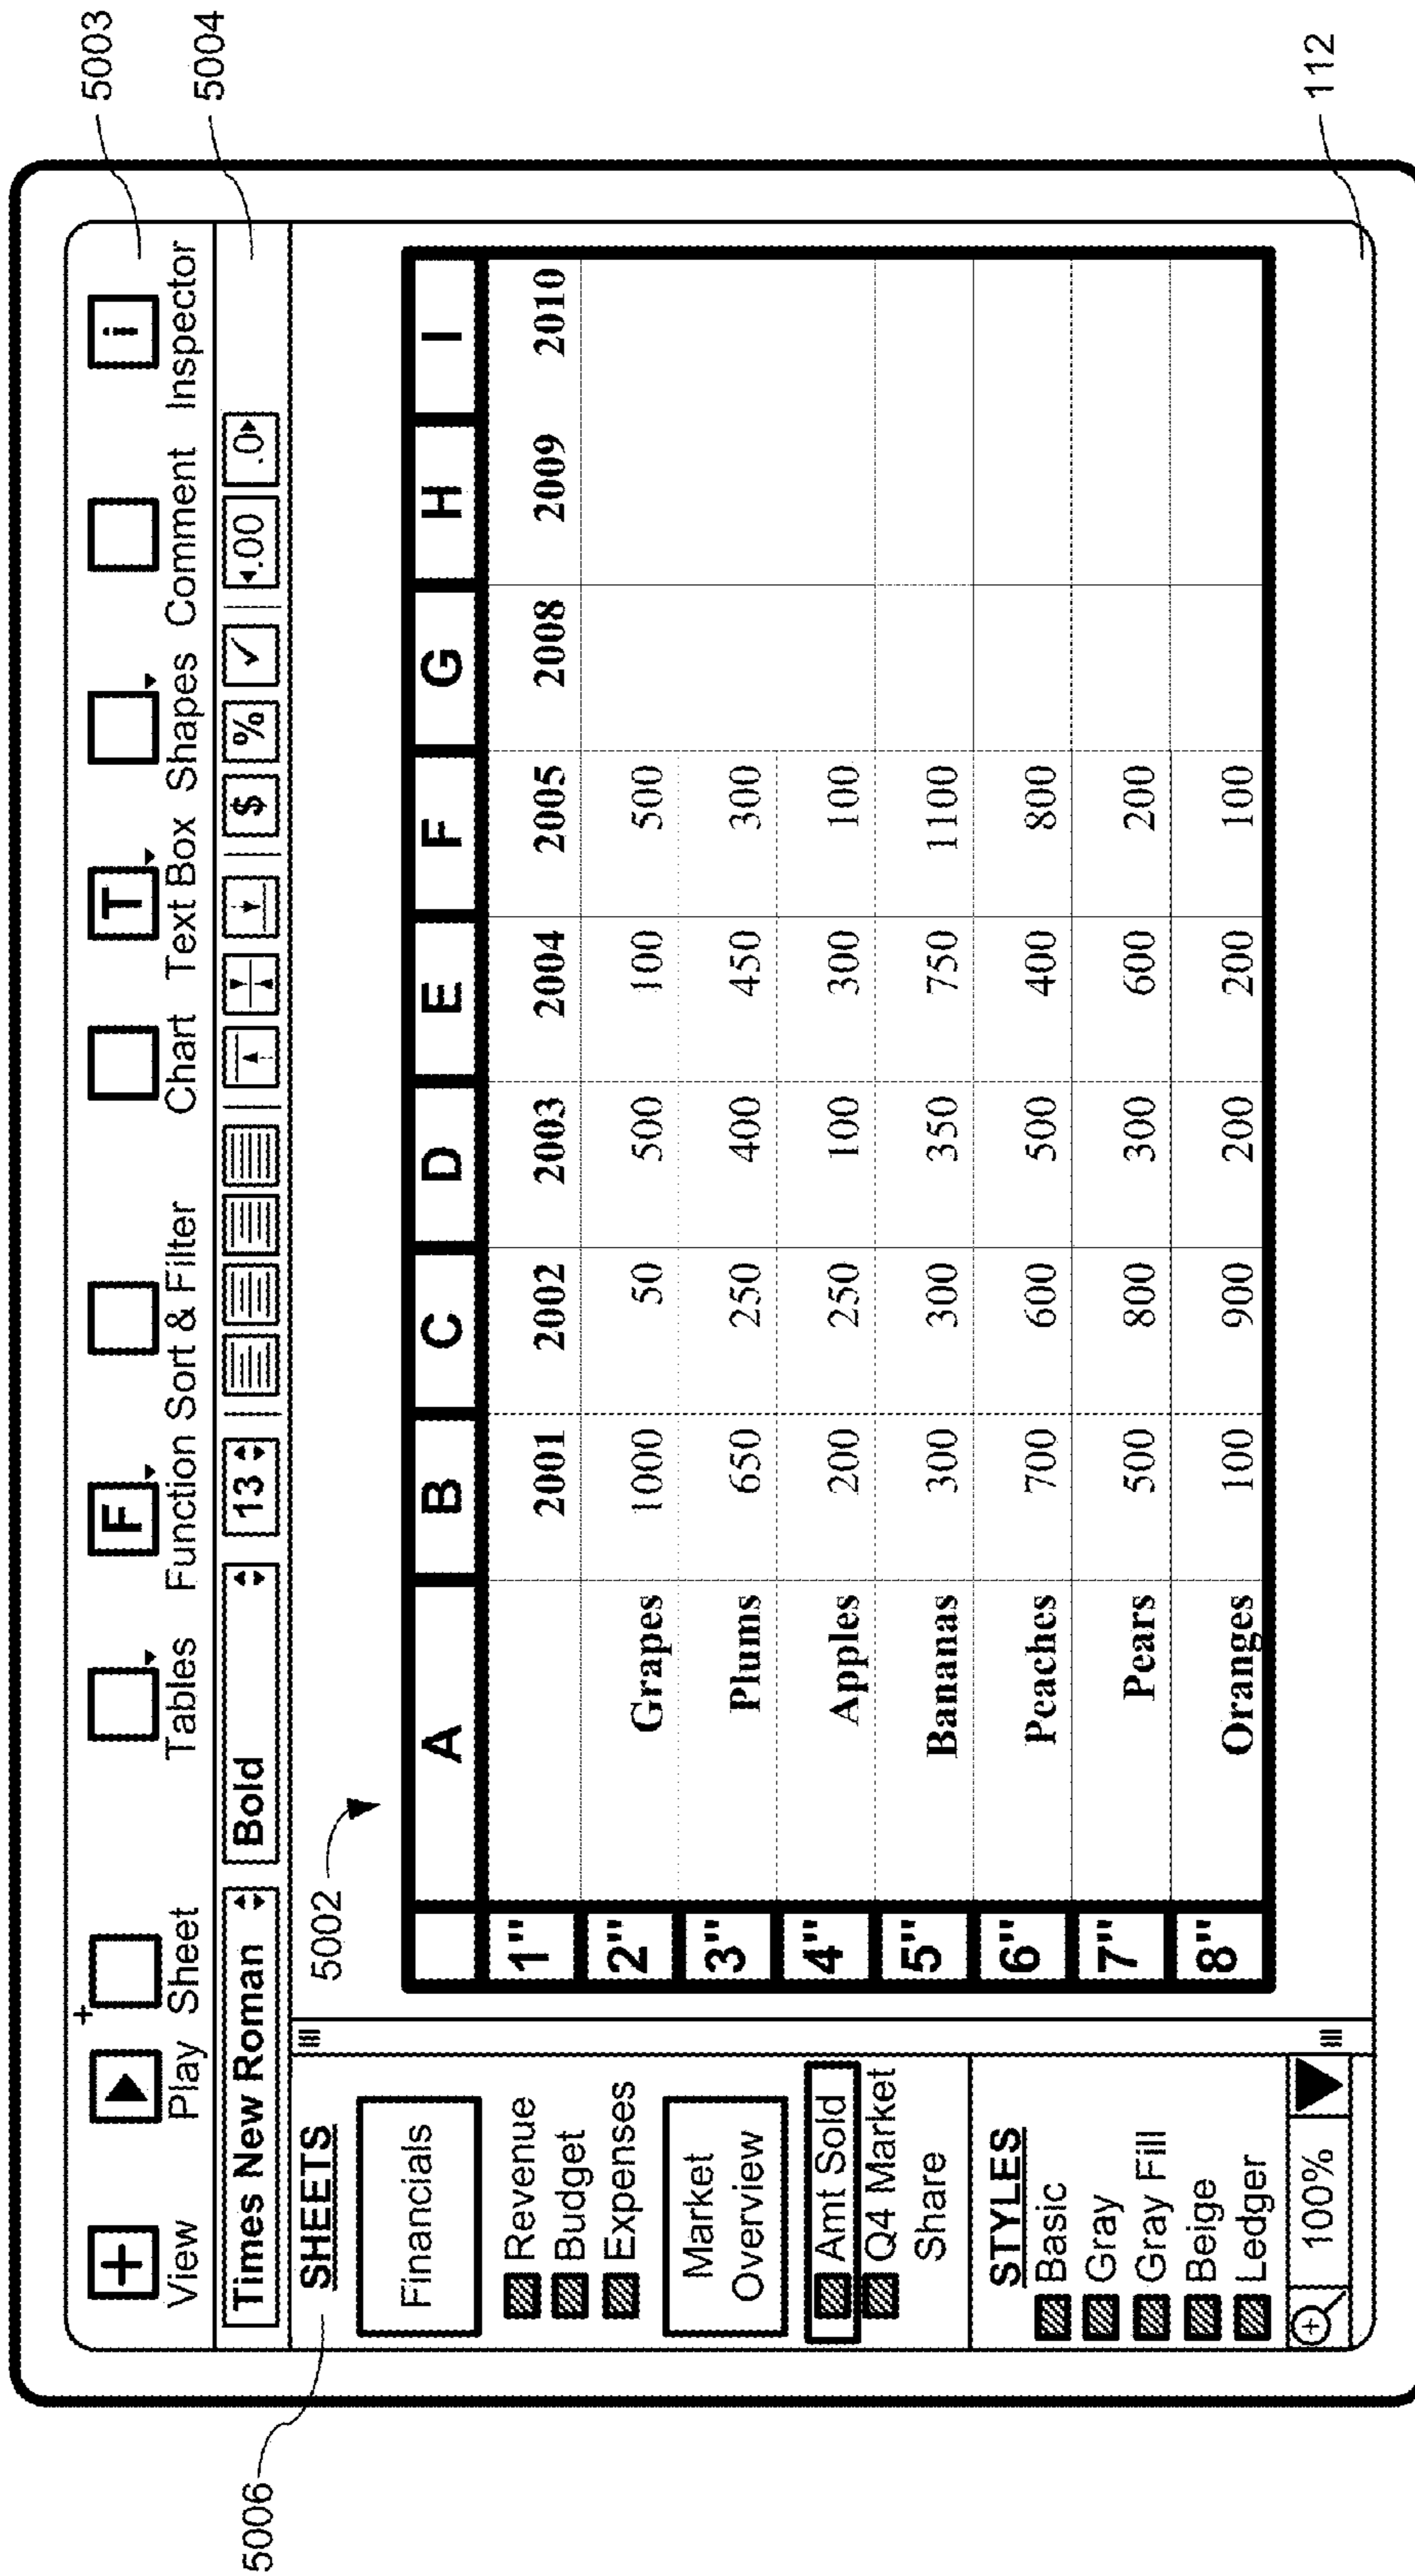 5003
View Play Sheet Tables Function Sort & Filter Chart Text Box Shapes Comment Inspector
5004
Times New Roman Bold 13 $ % ✓ .00 .0
5006
SHEETS
Financials
Revenue
Budget
Expenses
Market
Overview
Amt Sold
Q4 Market
Share
STYLES
Basic
Gray
Gray Fill
Beige
Ledger
100%
5002
A B C D E F G H I
1" 2001 2002 2003 2004 2005 2008 2009 2010
2" Grapes 1000 50 500 100 500
3" Plums 650 250 400 450 300
4" Apples 200 250 100 300 100
5" Bananas 300 300 350 750 1100
6" Peaches 700 600 500 400 800
7" Pears 500 800 300 600 200
8" Oranges 100 900 200 200 100
112